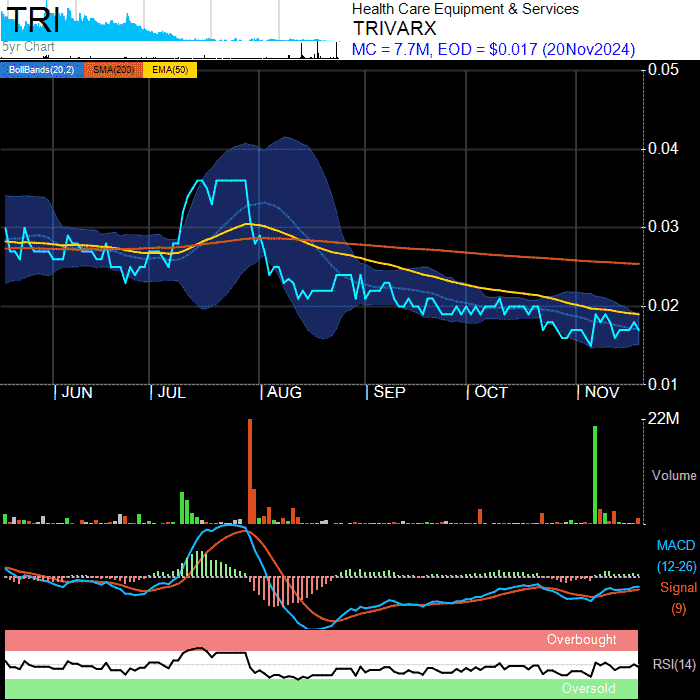 TRI
5yr Chart
Health Care Equipment & Services
TRIVARX
MC = 7.7M, EOD = $0.017 (20Nov2024)
BollBands(20,2) SMA(200) EMA(50)
0.05
0.04
0.03
0.02
0.01
JUN JUL AUG SEP OCT NOV
22M
Volume
MACD
(12-26)
Signal
(9)
Overbought
RSI(14)
Oversold